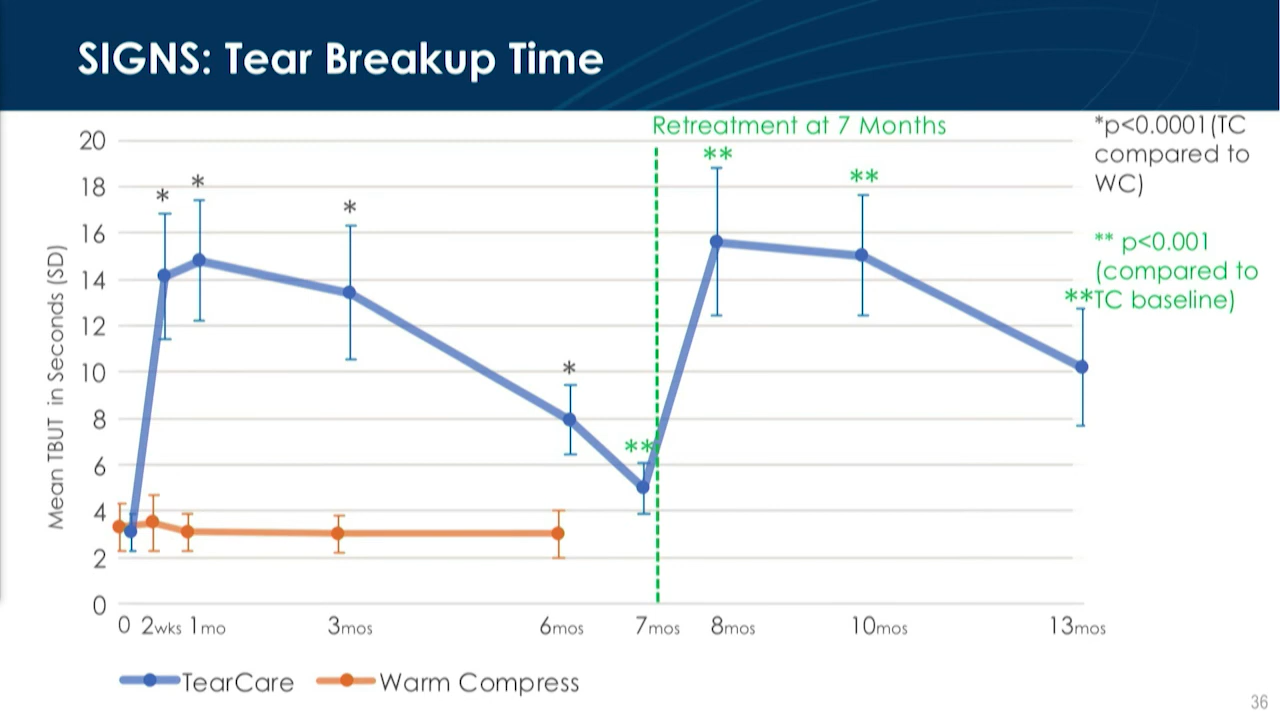 SIGNS: Tear Breakup Time
Retreatment at 7 Months
*p<0.0001(TC
compared to
WC)
** p<0.001
(compared to
TC baseline)
Mean TBUT in Seconds (SD)
20
18
16
14
12
10
8
6
4
2
0
*
*
*
*
**
**
**
**
0 2wks 1mo 3mos 6mos 7mos 8mos 10mos 13mos
TearCare Warm Compress
36